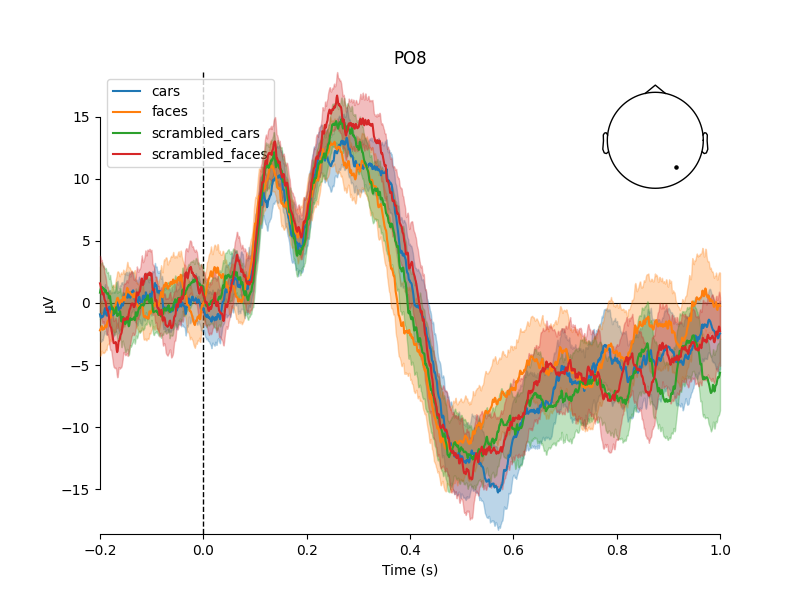 PO8
cars
faces
scrambled_cars
scrambled_faces
µV
15
10
5
0
−5
−10
−15
−0.2 0.0 0.2 0.4 0.6 0.8 1.0
Time (s)